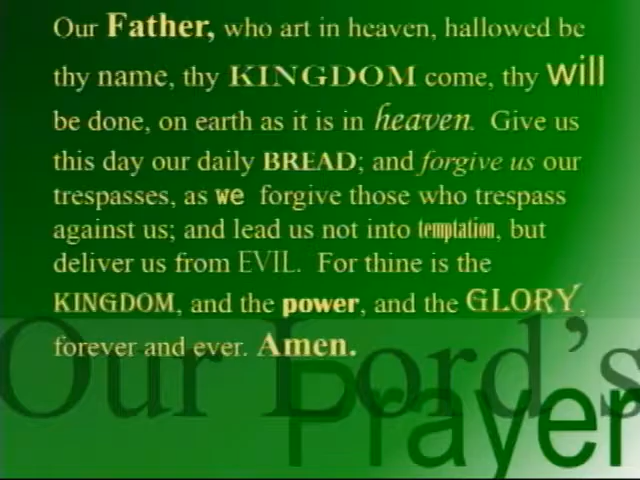 Our Father, who art in heaven, hallowed be
thy name, thy KINGDOM come, thy will
be done, on earth as it is in heaven. Give us
this day our daily BREAD; and forgive us our
trespasses, as we forgive those who trespass
against us; and lead us not into temptation, but
deliver us from EVIL. For thine is the
KINGDOM, and the power, and the GLORY,
forever and ever. Amen.
Our Lord's
Prayer